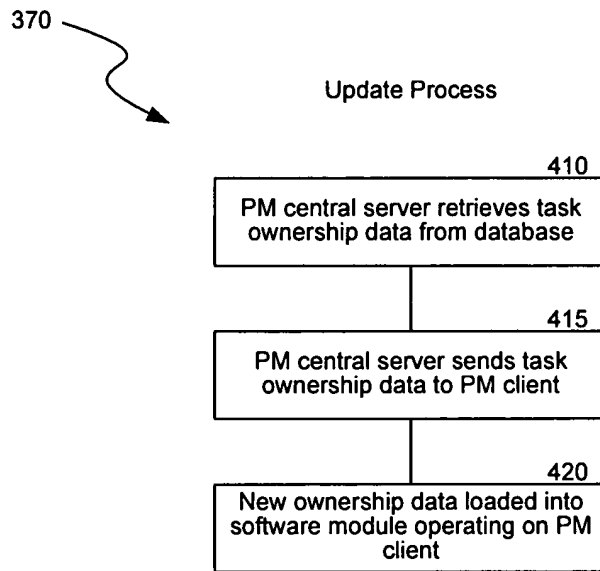 370
Update Process
410
PM central server retrieves task
ownership data from database
415
PM central server sends task
ownership data to PM client
420
New ownership data loaded into
software module operating on PM
client